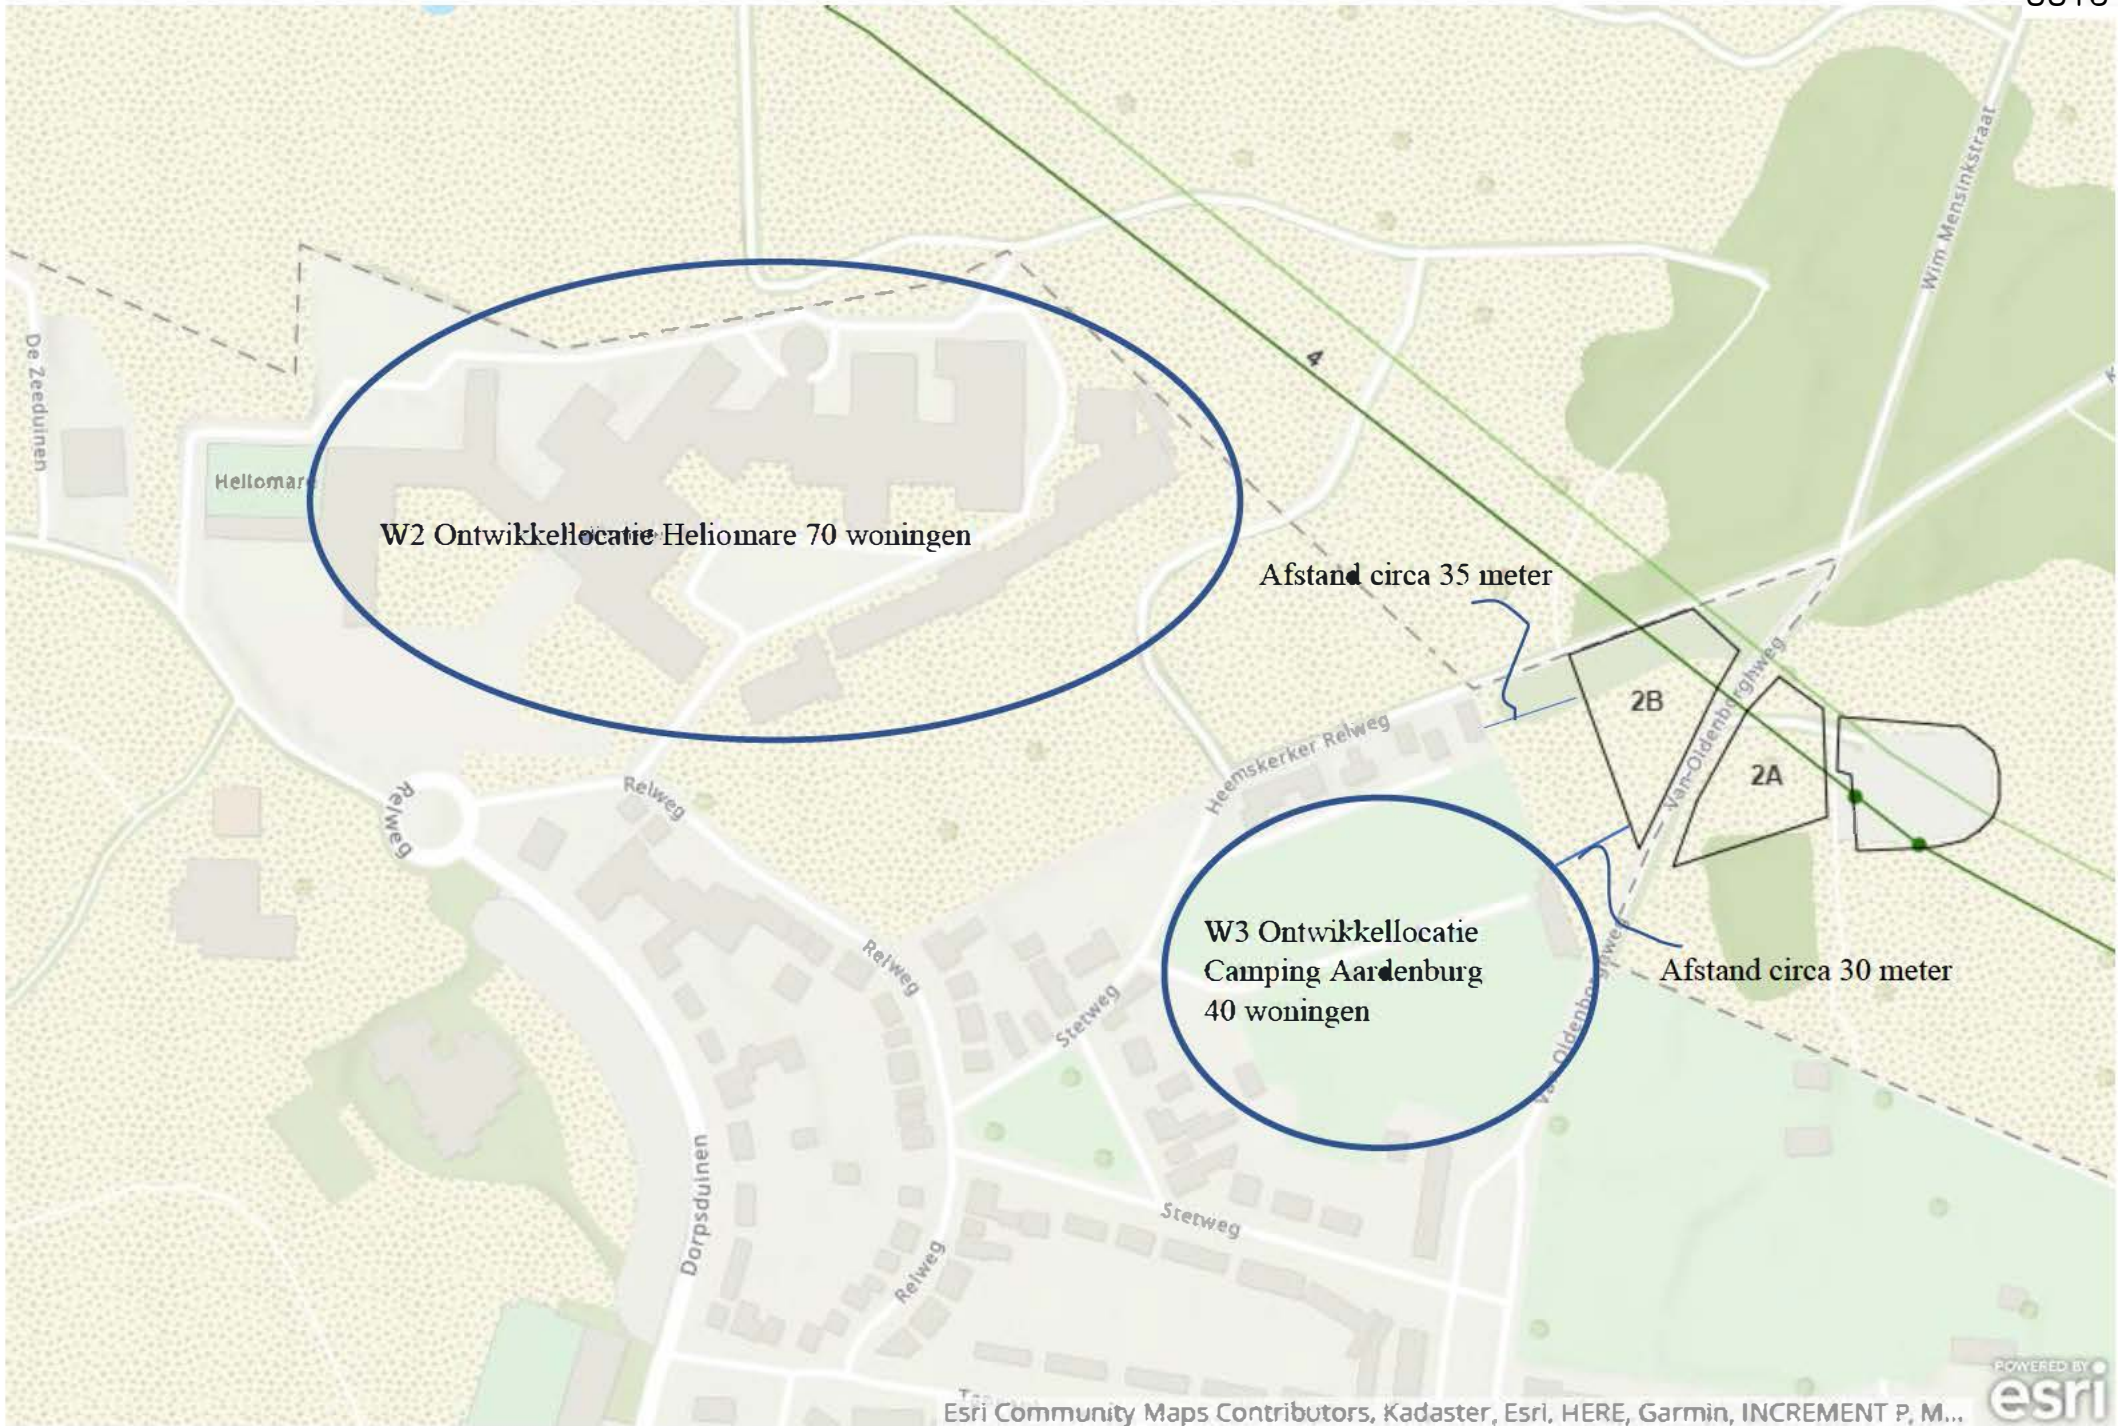 Wim Mensinkstraat
De Zeeduinen
4
Heliomare
W2 Ontwikkellocatie Heliomare 70 woningen
Afstand circa 35 meter
2B
Van-Oldenborghweg
2A
Heemskerker Relweg
Relweg
Relweg
W3 Ontwikkellocatie
Camping Aardenburg
40 woningen
Afstand circa 30 meter
Relweg
Stetweg
Van-Oldenborghweg
Dorpsduinen
Stetweg
Relweg
POWERED BY
esri
Esri Community Maps Contributors, Kadaster, Esri, HERE, Garmin, INCREMENT P, M...